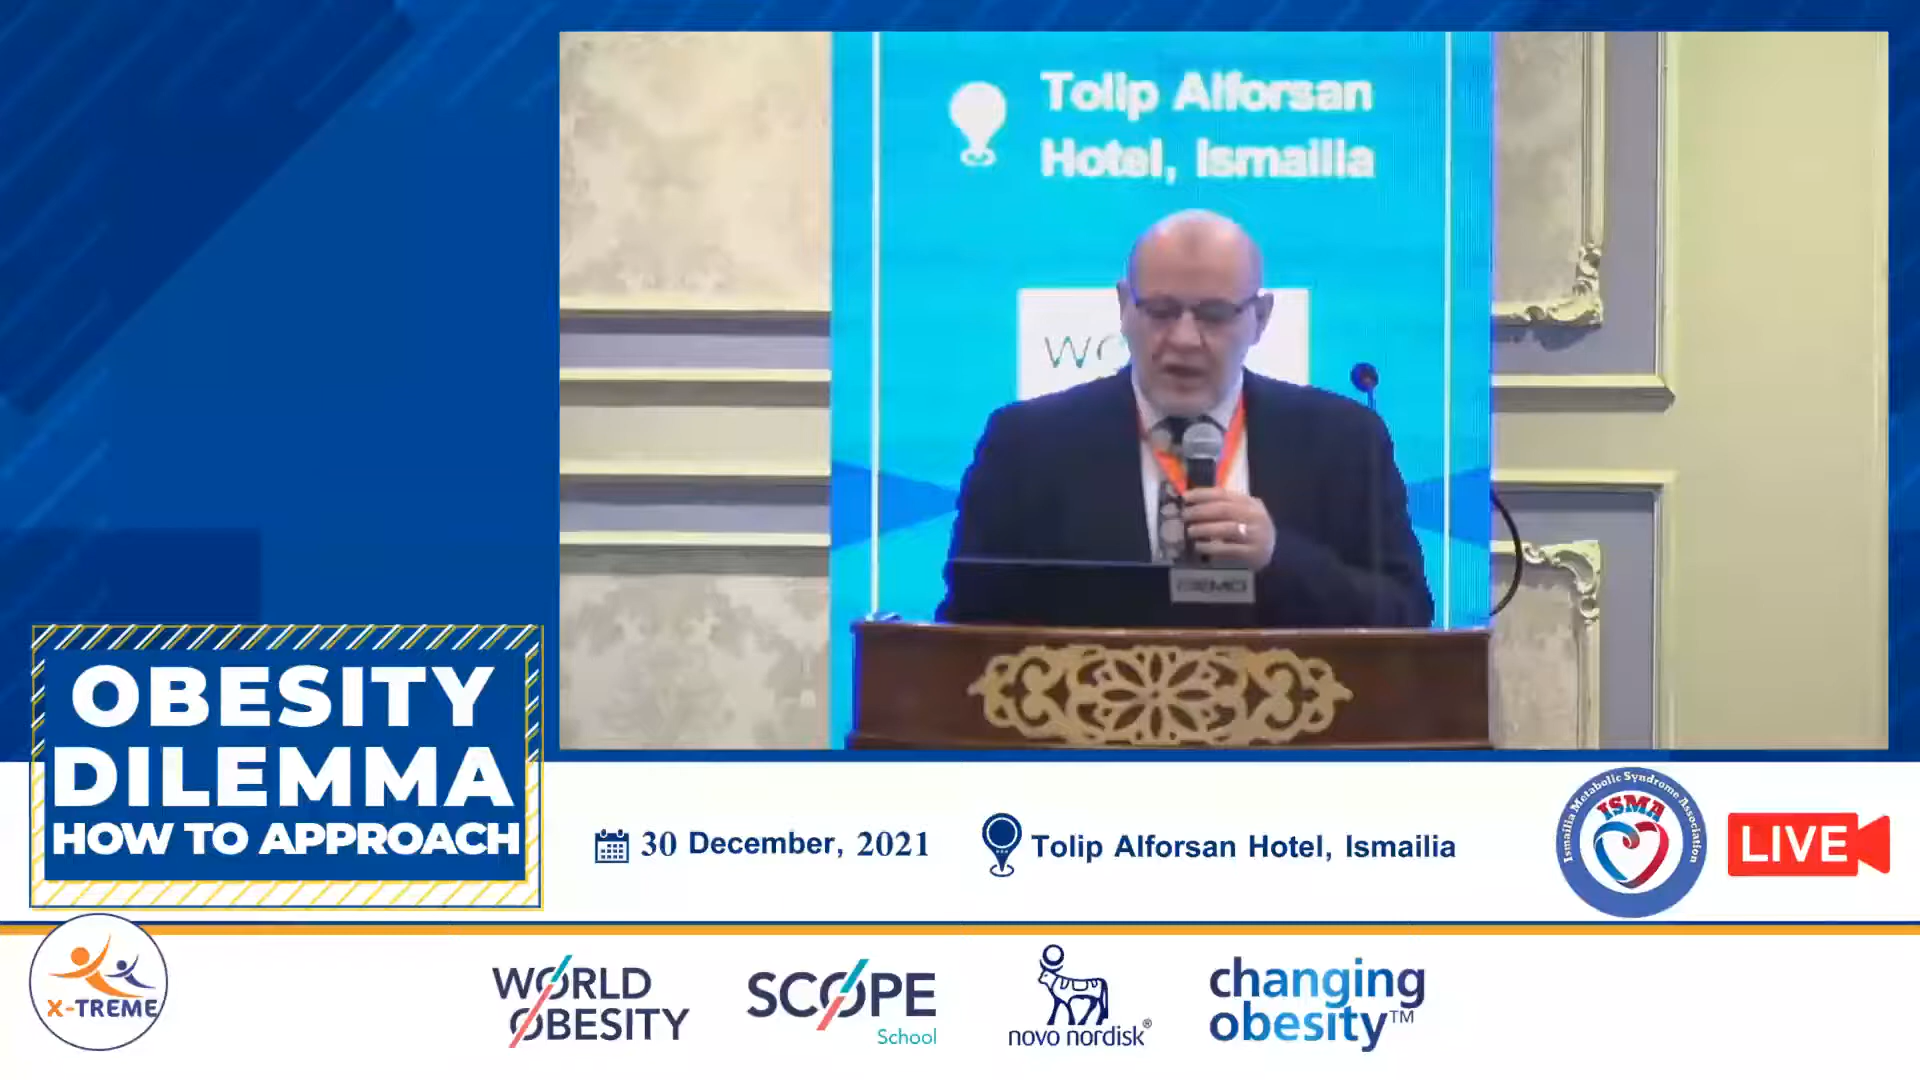 Tolip Alforsan
Hotel, Ismailia
OBESITY
DILEMMA
HOW TO APPROACH
30 December, 2021
Tolip Alforsan Hotel, Ismailia
Ismailia Metabolic Syndrome Association
ISMA
LIVE
X-TREME
WORLD
OBESITY
SCOPE
School
novo nordisk®
changing
obesity™